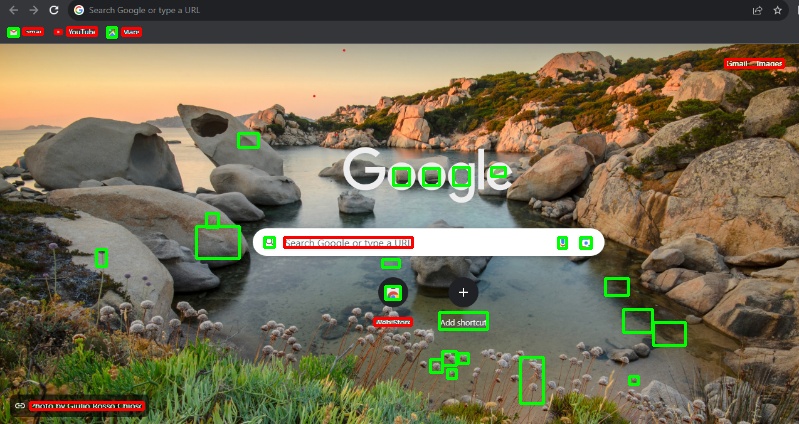 Search Google or type a URL
Gmail YouTube Maps
Gmail Images
Google
Search Google or type a URL
Add shortcut
Photo by Giulio Rosso Chioso